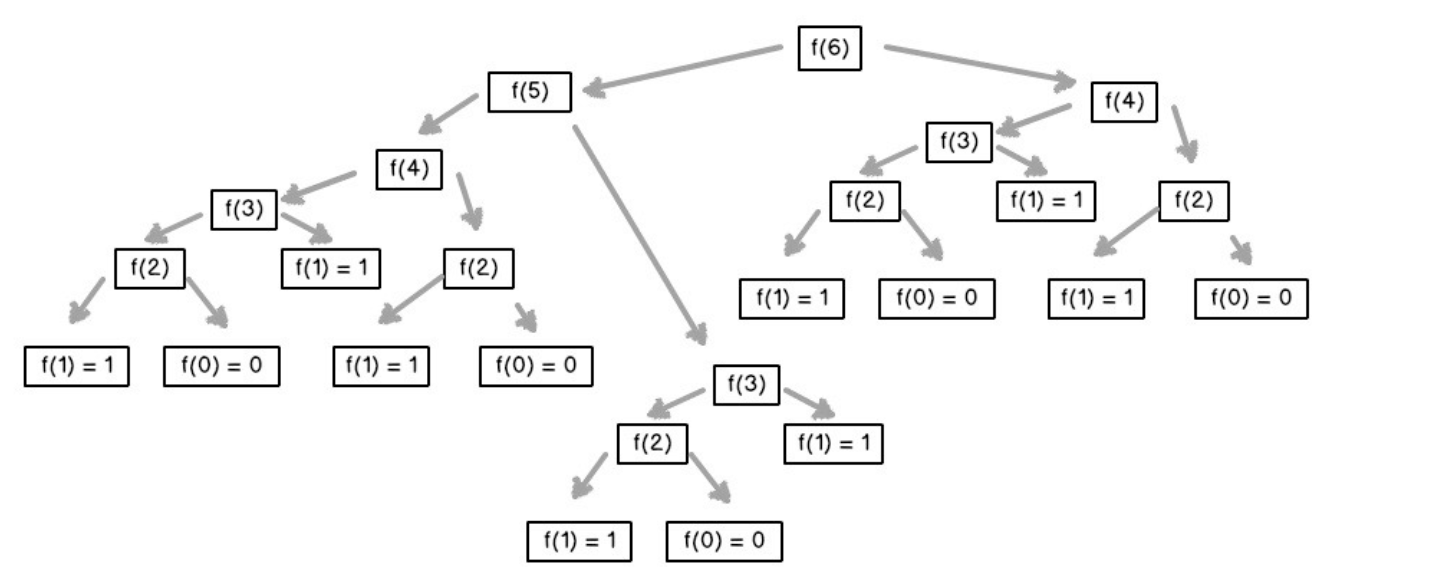 f(6)
f(5)
f(4)
f(3)
f(4)
f(2)
f(1) = 1
f(2)
f(3)
f(2)
f(1) = 1
f(2)
f(1) = 1
f(0) = 0
f(1) = 1
f(0) = 0
f(1) = 1
f(0) = 0
f(1) = 1
f(0) = 0
f(3)
f(2)
f(1) = 1
f(1) = 1
f(0) = 0